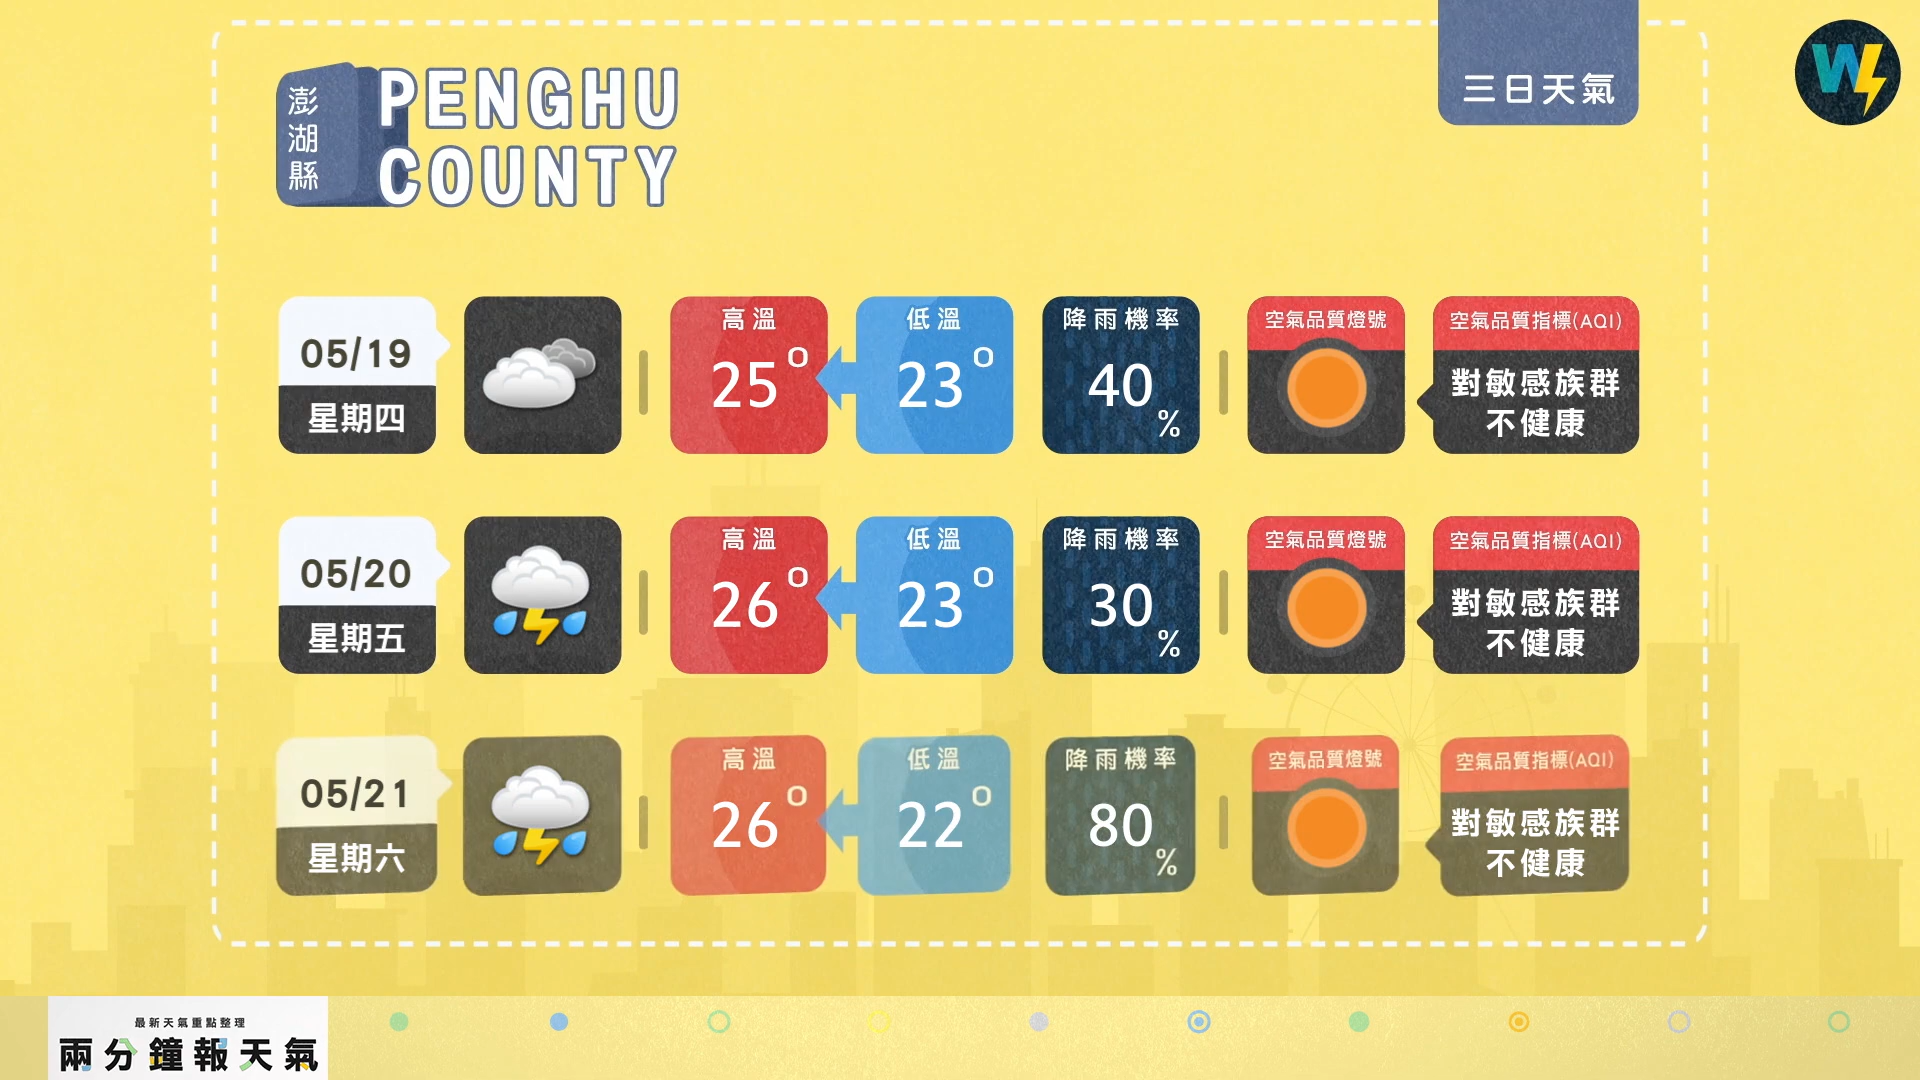 澎湖縣
PENGHU
COUNTY
三日天氣
W
05/19
星期四
高溫
25°
低溫
23°
降雨機率
40%
空氣品質燈號
空氣品質指標(AQI)
對敏感族群
不健康
05/20
星期五
高溫
26°
低溫
23°
降雨機率
30%
空氣品質燈號
空氣品質指標(AQI)
對敏感族群
不健康
05/21
星期六
高溫
26°
低溫
22°
降雨機率
80%
空氣品質燈號
空氣品質指標(AQI)
對敏感族群
不健康
最新天氣重點整理
兩分鐘報天氣